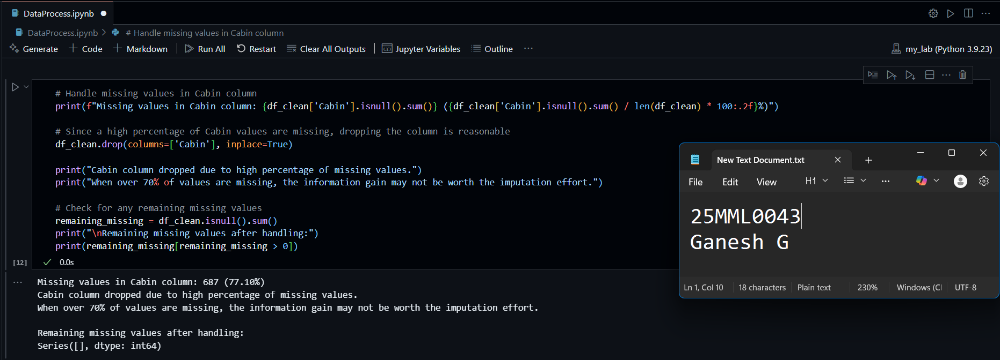 DataProcess.ipynb
DataProcess.ipynb > # Handle missing values in Cabin column
Generate + Code + Markdown | Run All Restart Clear All Outputs | Jupyter Variables Outline ...
my_lab (Python 3.9.23)
# Handle missing values in Cabin column
print(f"Missing values in Cabin column: {df_clean['Cabin'].isnull().sum()} ({df_clean['Cabin'].isnull().sum() / len(df_clean) * 100:.2f}%)")
# Since a high percentage of Cabin values are missing, dropping the column is reasonable
df_clean.drop(columns=['Cabin'], inplace=True)
print("Cabin column dropped due to high percentage of missing values.")
print("When over 70% of values are missing, the information gain may not be worth the imputation effort.")
# Check for any remaining missing values
remaining_missing = df_clean.isnull().sum()
print("\nRemaining missing values after handling:")
print(remaining_missing[remaining_missing > 0])
[12] 0.0s
Missing values in Cabin column: 687 (77.10%)
Cabin column dropped due to high percentage of missing values.
When over 70% of values are missing, the information gain may not be worth the imputation effort.
Remaining missing values after handling:
Series([], dtype: int64)
New Text Document.txt
File Edit View H1
25MML0043
Ganesh G
Ln 1, Col 10 18 characters Plain text 230% Windows (Cl UTF-8